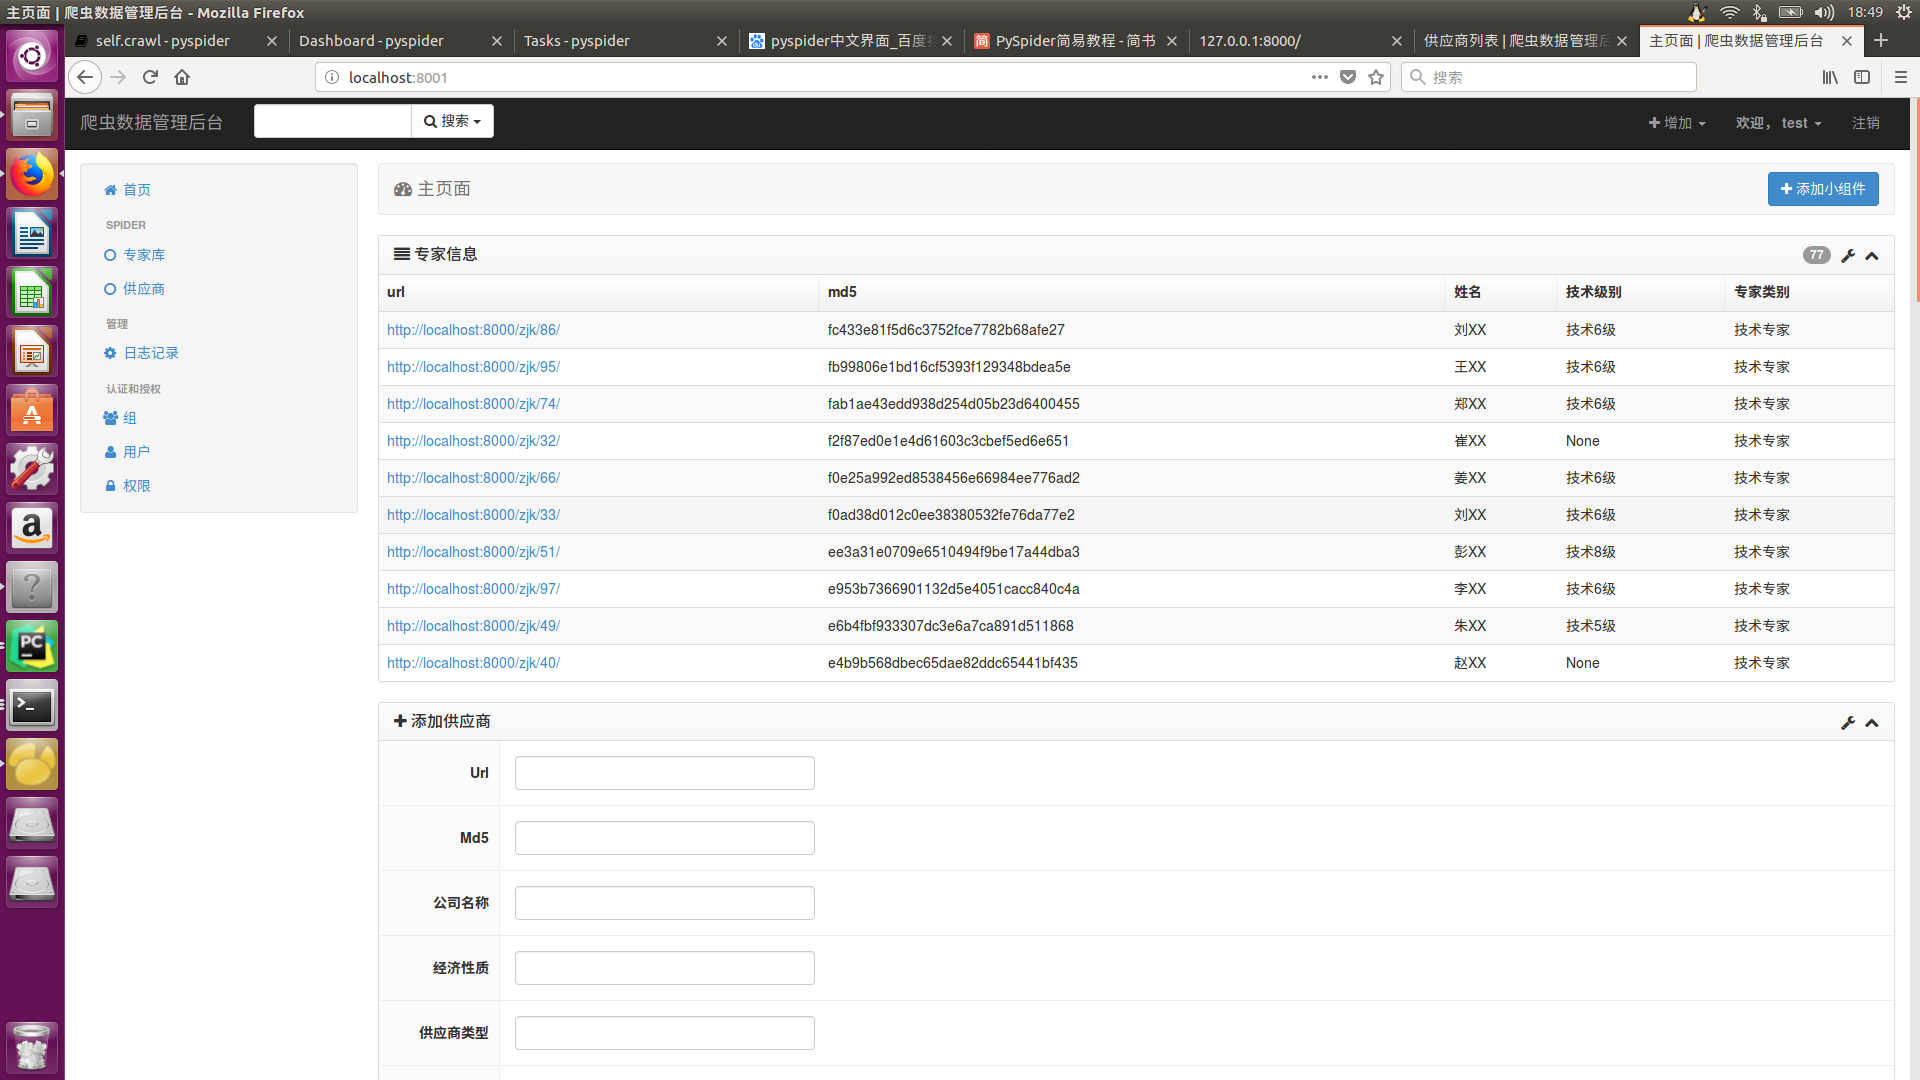 主页面 | 爬虫数据管理后台 - Mozilla Firefox
18:49
self.crawl - pyspider
Dashboard - pyspider
Tasks - pyspider
pyspider中文界面_百度
PySpider简易教程 - 简书
127.0.0.1:8000/
供应商列表 | 爬虫数据管理后
主页面 | 爬虫数据管理后台
localhost:8001
搜索
爬虫数据管理后台
搜索
增加
欢迎， test
注销
首页
SPIDER
专家库
供应商
管理
日志记录
认证和授权
组
用户
权限
主页面
添加小组件
专家信息
77
url md5 姓名 技术级别 专家类别
http://localhost:8000/zjk/86/ fc433e81f5d6c3752fce7782b68afe27 刘XX 技术6级 技术专家
http://localhost:8000/zjk/95/ fb99806e1bd16cf5393f129348bdea5e 王XX 技术6级 技术专家
http://localhost:8000/zjk/74/ fab1ae43edd938d254d05b23d6400455 郑XX 技术6级 技术专家
http://localhost:8000/zjk/32/ f2f87ed0e1e4d61603c3cbef5ed6e651 崔XX None 技术专家
http://localhost:8000/zjk/66/ f0e25a992ed8538456e66984ee776ad2 姜XX 技术6级 技术专家
http://localhost:8000/zjk/33/ f0ad38d012c0ee38380532fe76da77e2 刘XX 技术6级 技术专家
http://localhost:8000/zjk/51/ ee3a31e0709e6510494f9be17a44dba3 彭XX 技术8级 技术专家
http://localhost:8000/zjk/97/ e953b7366901132d5e4051cacc840c4a 李XX 技术6级 技术专家
http://localhost:8000/zjk/49/ e6b4fbf933307dc3e6a7ca891d511868 朱XX 技术5级 技术专家
http://localhost:8000/zjk/40/ e4b9b568dbec65dae82ddc65441bf435 赵XX None 技术专家
添加供应商
Url
Md5
公司名称
经济性质
供应商类型